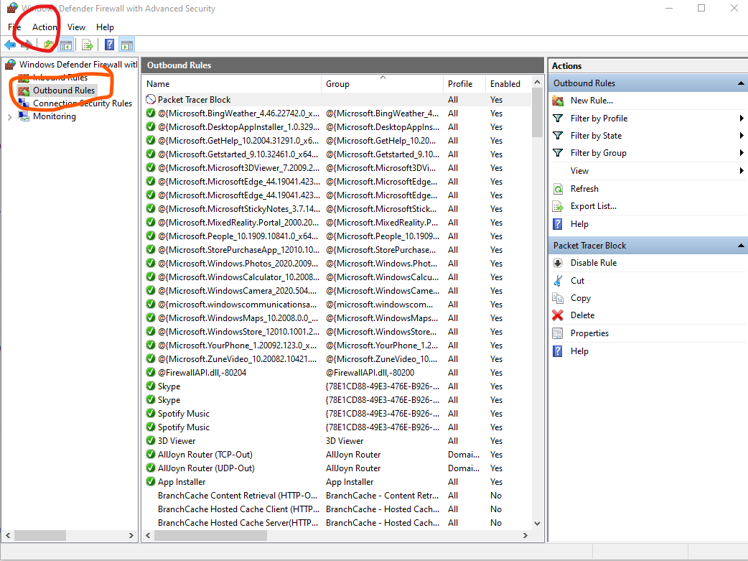 Windows Defender Firewall with Advanced Security
File Action View Help
Windows Defender Firewall witl
Inbound Rules
Outbound Rules
Connection Security Rules
Monitoring
Outbound Rules
Name Group Profile Enabled
Packet Tracer Block All Yes
@{Microsoft.BingWeather_4.46.22742.0_x... @{Microsoft.BingWeather_4... All Yes
@{Microsoft.DesktopAppInstaller_1.0.329... @{Microsoft.DesktopAppIns... All Yes
@{Microsoft.GetHelp_10.2004.31291.0_x64... @{Microsoft.GetHelp_10.200... All Yes
@{Microsoft.Getstarted_9.10.32461.0_x64... @{Microsoft.Getstarted_9.10... All Yes
@{Microsoft.Microsoft3DViewer_7.2009.2... @{Microsoft.Microsoft3DVi... All Yes
@{Microsoft.MicrosoftEdge_44.19041.423... @{Microsoft.MicrosoftEdge... All Yes
@{Microsoft.MicrosoftEdge_44.19041.423... @{Microsoft.MicrosoftEdge... All Yes
@{Microsoft.MicrosoftStickyNotes_3.7.14... @{Microsoft.MicrosoftStick... All Yes
@{Microsoft.MixedReality.Portal_2000.20... @{Microsoft.MixedReality.P... All Yes
@{Microsoft.People_10.1909.10841.0_x64... @{Microsoft.People_10.1909... All Yes
@{Microsoft.StorePurchaseApp_12010.10... @{Microsoft.StorePurchase... All Yes
@{Microsoft.Windows.Photos_2020.2009... @{Microsoft.Windows.Phot... All Yes
@{Microsoft.WindowsCalculator_10.2008... @{Microsoft.WindowsCalcu... All Yes
@{Microsoft.WindowsCamera_2020.504.... @{Microsoft.WindowsCame... All Yes
@{microsoft.windowscommunicationsa... @{microsoft.windowscom... All Yes
@{Microsoft.WindowsMaps_10.2008.0.0_... @{Microsoft.WindowsMaps... All Yes
@{Microsoft.WindowsStore_12010.1001.2... @{Microsoft.WindowsStore... All Yes
@{Microsoft.YourPhone_1.20092.123.0_x... @{Microsoft.YourPhone_1.2... All Yes
@{Microsoft.ZuneVideo_10.20082.10421.... @{Microsoft.ZuneVideo_10.... All Yes
@FirewallAPI.dll,-80204 @FirewallAPI.dll,-80200 All Yes
Skype {78E1CD88-49E3-476E-B926-... All Yes
Skype {78E1CD88-49E3-476E-B926-... All Yes
Spotify Music {78E1CD88-49E3-476E-B926-... All Yes
Spotify Music {78E1CD88-49E3-476E-B926-... All Yes
3D Viewer 3D Viewer All Yes
AllJoyn Router (TCP-Out) AllJoyn Router Domai... Yes
AllJoyn Router (UDP-Out) AllJoyn Router Domai... Yes
App Installer App Installer All Yes
BranchCache Content Retrieval (HTTP-O... BranchCache - Content Retr... All No
BranchCache Hosted Cache Client (HTTP... BranchCache - Hosted Cach... All No
BranchCache Hosted Cache Server(HTTP... BranchCache - Hosted Cach... All No
Actions
Outbound Rules
New Rule...
Filter by Profile
Filter by State
Filter by Group
View
Refresh
Export List...
Help
Packet Tracer Block
Disable Rule
Cut
Copy
Delete
Properties
Help